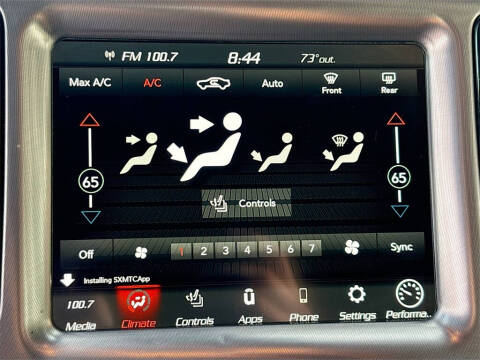 FM 100.7 8:44 73°out.
Max A/C A/C Auto Front Rear
65 65
Controls
Off 1 2 3 4 5 6 7 Sync
Installing SXMTCApp
100.7
Media Climate Controls Apps Phone Settings Performa..